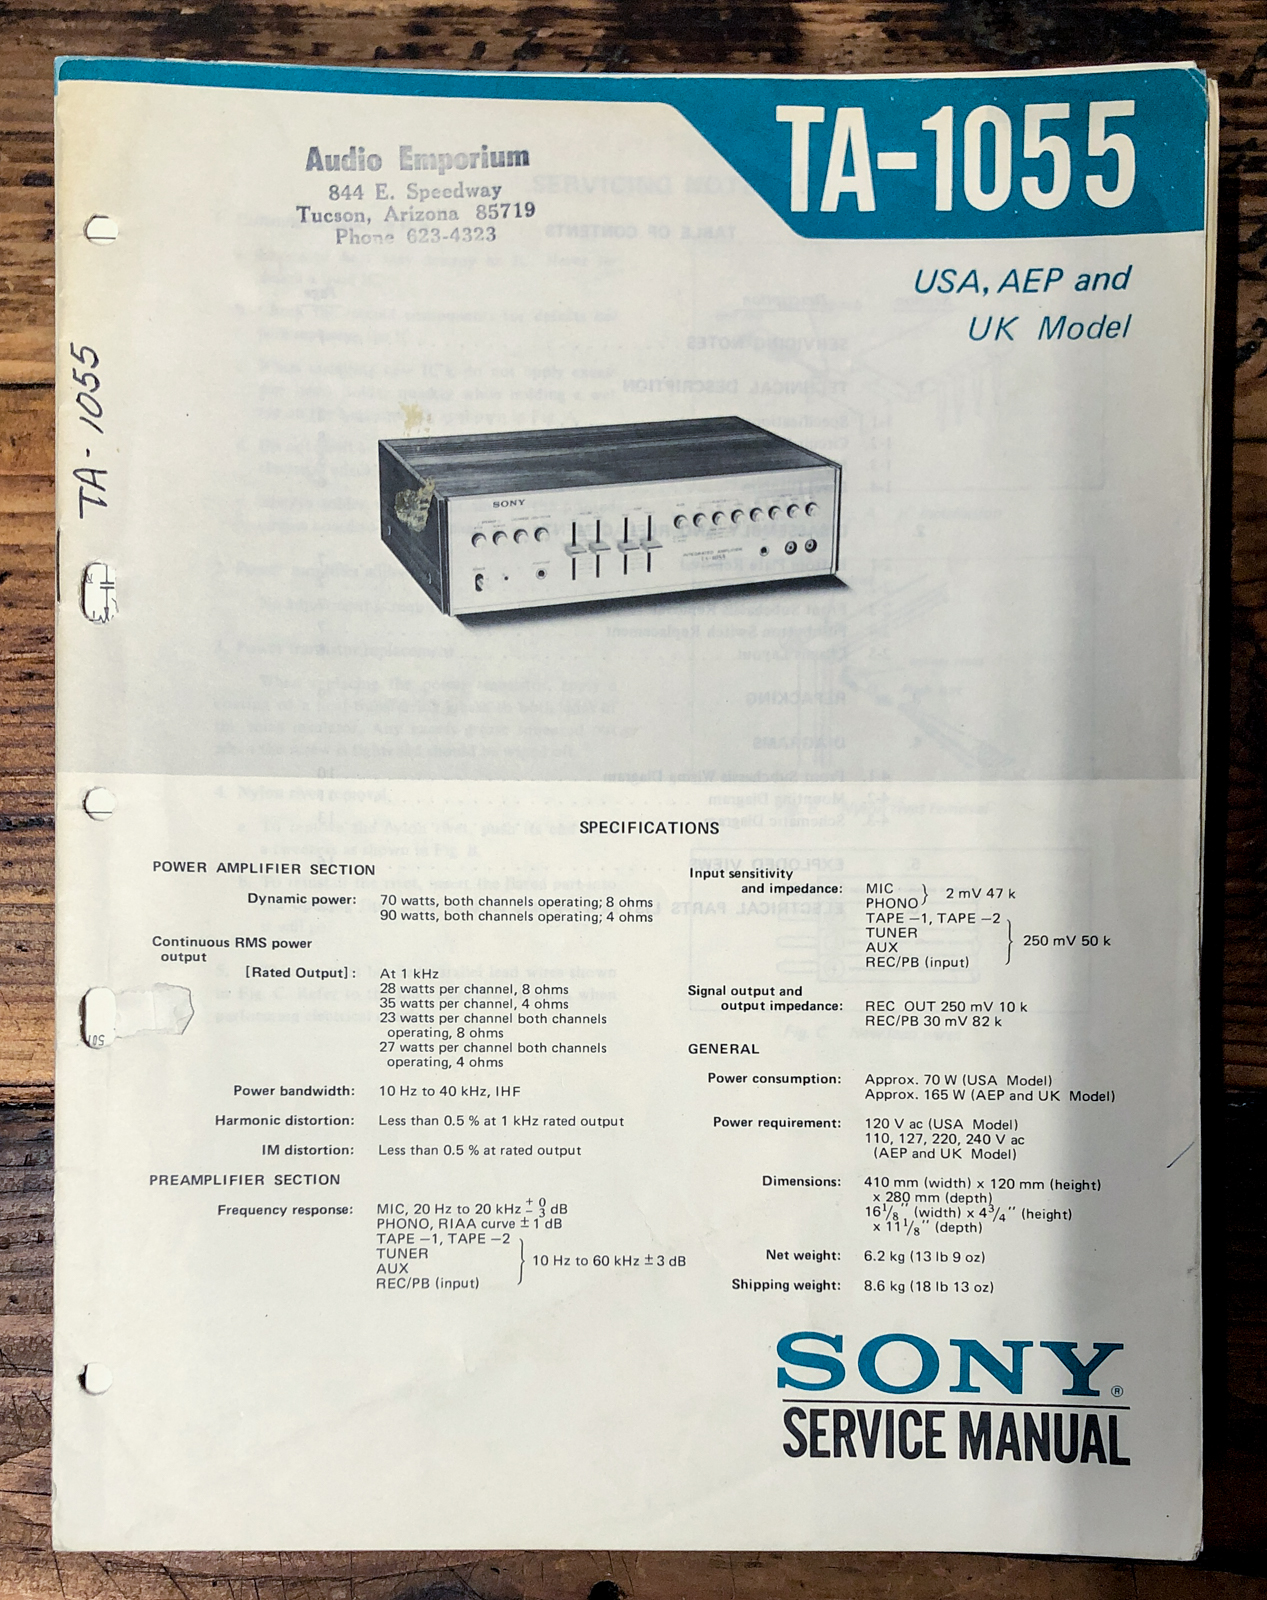 TA-1055
USA, AEP and
UK Model
Audio Emporium
844 E. Speedway
Tucson, Arizona 85719
Phone 623-4323
TA-1055
SONY
SPECIFICATIONS
POWER AMPLIFIER SECTION
Dynamic power: 70 watts, both channels operating; 8 ohms
90 watts, both channels operating; 4 ohms
Continuous RMS power
output
[Rated Output] : At 1 kHz
28 watts per channel, 8 ohms
35 watts per channel, 4 ohms
23 watts per channel both channels
operating, 8 ohms
27 watts per channel both channels
operating, 4 ohms
Power bandwidth: 10 Hz to 40 kHz, IHF
Harmonic distortion: Less than 0.5 % at 1 kHz rated output
IM distortion: Less than 0.5 % at rated output
PREAMPLIFIER SECTION
Frequency response: MIC, 20 Hz to 20 kHz + 0 - 3 dB
PHONO, RIAA curve ± 1 dB
TAPE -1, TAPE -2
TUNER
AUX
REC/PB (input)
10 Hz to 60 kHz ± 3 dB
Input sensitivity
and impedance: MIC
PHONO
2 mV 47 k
TAPE -1, TAPE -2
TUNER
AUX
REC/PB (input)
250 mV 50 k
Signal output and
output impedance: REC OUT 250 mV 10 k
REC/PB 30 mV 82 k
GENERAL
Power consumption: Approx. 70 W (USA Model)
Approx. 165 W (AEP and UK Model)
Power requirement: 120 V ac (USA Model)
110, 127, 220, 240 V ac
(AEP and UK Model)
Dimensions: 410 mm (width) x 120 mm (height)
x 280 mm (depth)
16 1/8" (width) x 4 3/4" (height)
x 11 1/8" (depth)
Net weight: 6.2 kg (13 lb 9 oz)
Shipping weight: 8.6 kg (18 lb 13 oz)
SONY®
SERVICE MANUAL